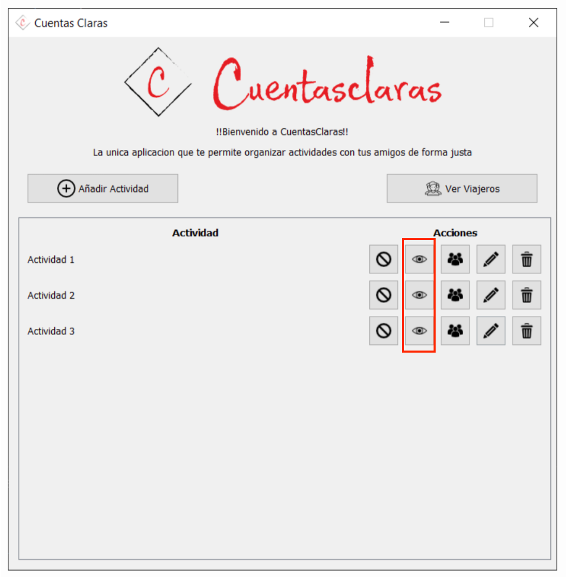 Cuentas Claras
C Cuentasclaras
!!Bienvenido a CuentasClaras!!
La unica aplicacion que te permite organizar actividades con tus amigos de forma justa
Añadir Actividad Ver Viajeros
Actividad Acciones
Actividad 1
Actividad 2
Actividad 3